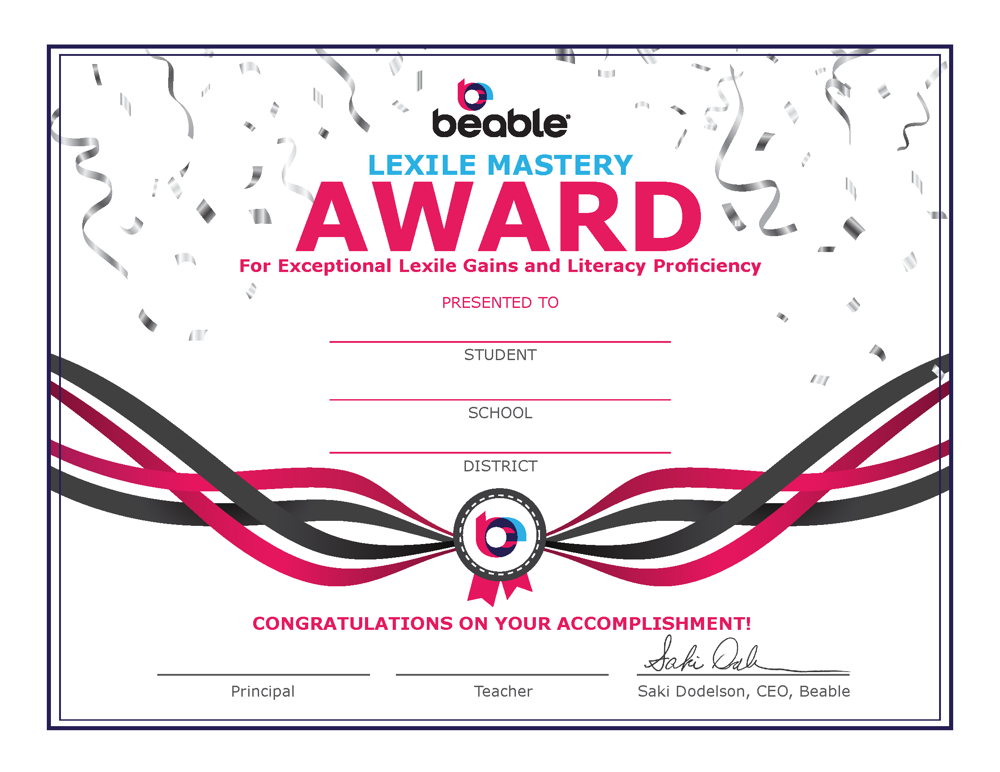 beable®
LEXILE MASTERY
AWARD
For Exceptional Lexile Gains and Literacy Proficiency
PRESENTED TO
STUDENT
SCHOOL
DISTRICT
CONGRATULATIONS ON YOUR ACCOMPLISHMENT!
Saki Dodelson
Principal Teacher Saki Dodelson, CEO, Beable